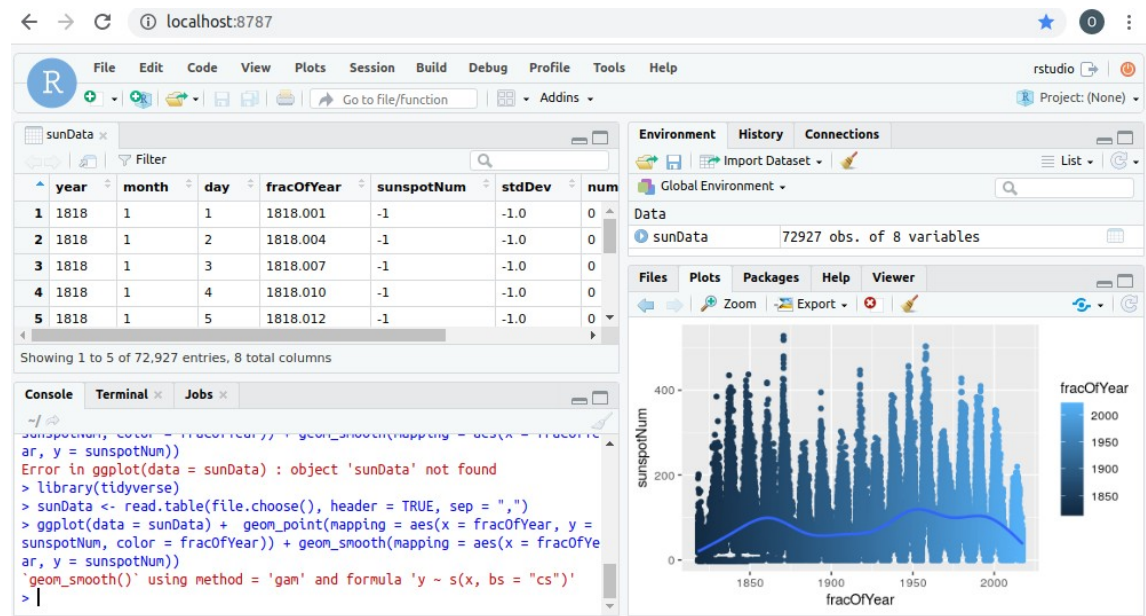 localhost:8787
O
R
File Edit Code View Plots Session Build Debug Profile Tools Help
rstudio
Go to file/function
Addins
Project: (None)
sunData
Filter
year month day fracOfYear sunspotNum stdDev num
1 1818 1 1 1818.001 -1 -1.0 0
2 1818 1 2 1818.004 -1 -1.0 0
3 1818 1 3 1818.007 -1 -1.0 0
4 1818 1 4 1818.010 -1 -1.0 0
5 1818 1 5 1818.012 -1 -1.0 0
Showing 1 to 5 of 72,927 entries, 8 total columns
Console Terminal Jobs
~/
sunspotNum, color = fracOfYear)) + geom_smooth(mapping = aes(x = fracOfYe
ar, y = sunspotNum))
Error in ggplot(data = sunData) : object 'sunData' not found
> library(tidyverse)
> sunData <- read.table(file.choose(), header = TRUE, sep = ",")
> ggplot(data = sunData) +  geom_point(mapping = aes(x = fracOfYear, y =
sunspotNum, color = fracOfYear)) + geom_smooth(mapping = aes(x = fracOfYe
ar, y = sunspotNum))
`geom_smooth()` using method = 'gam' and formula 'y ~ s(x, bs = "cs")'
>
Environment History Connections
Import Dataset
List
Global Environment
Data
sunData 72927 obs. of 8 variables
Files Plots Packages Help Viewer
Zoom Export
400
200
0
sunspotNum
1850 1900 1950 2000
fracOfYear
fracOfYear
2000
1950
1900
1850